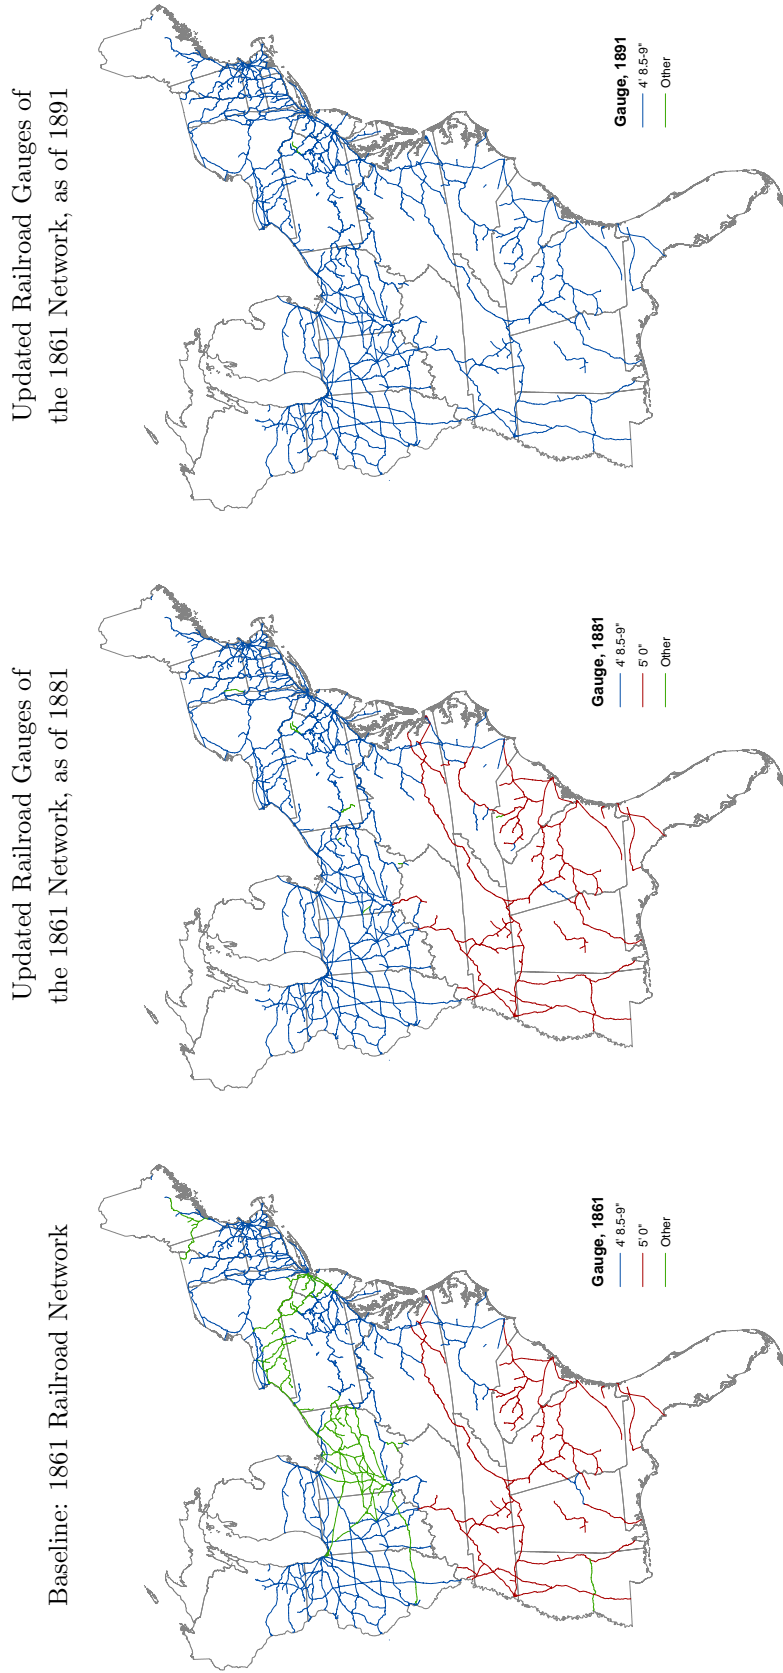 Baseline: 1861 Railroad Network
Gauge, 1861
4' 8.5-9"
5' 0"
Other
Updated Railroad Gauges of
the 1861 Network, as of 1881
Gauge, 1881
4' 8.5-9"
5' 0"
Other
Updated Railroad Gauges of
the 1861 Network, as of 1891
Gauge, 1891
4' 8.5-9"
Other